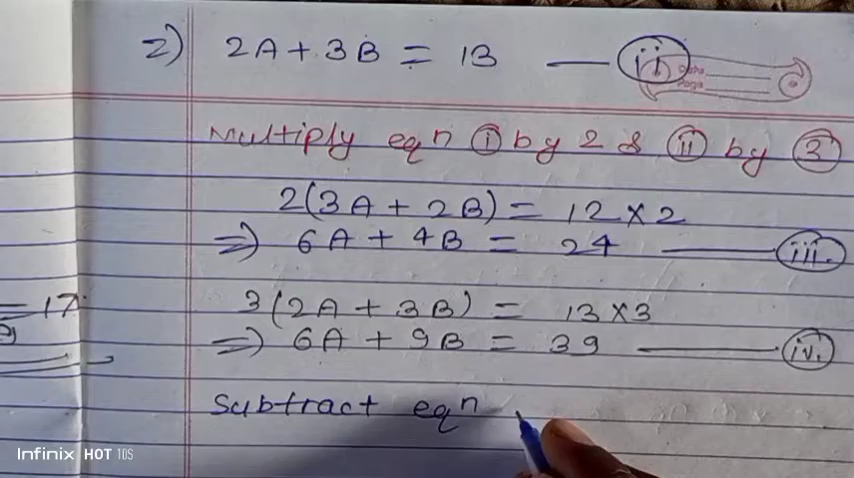 => 2A + 3B = 13 — (ii)
Multiply eqn (i) by 2 & (ii) by (3)
2(3A + 2B) = 12 × 2
=> 6A + 4B = 24 — (iii.)
= 17
3(2A + 3B) = 13 × 3
=> 6A + 9B = 39 — (iv.)
Subtract eqn
Infinix HOT 10S